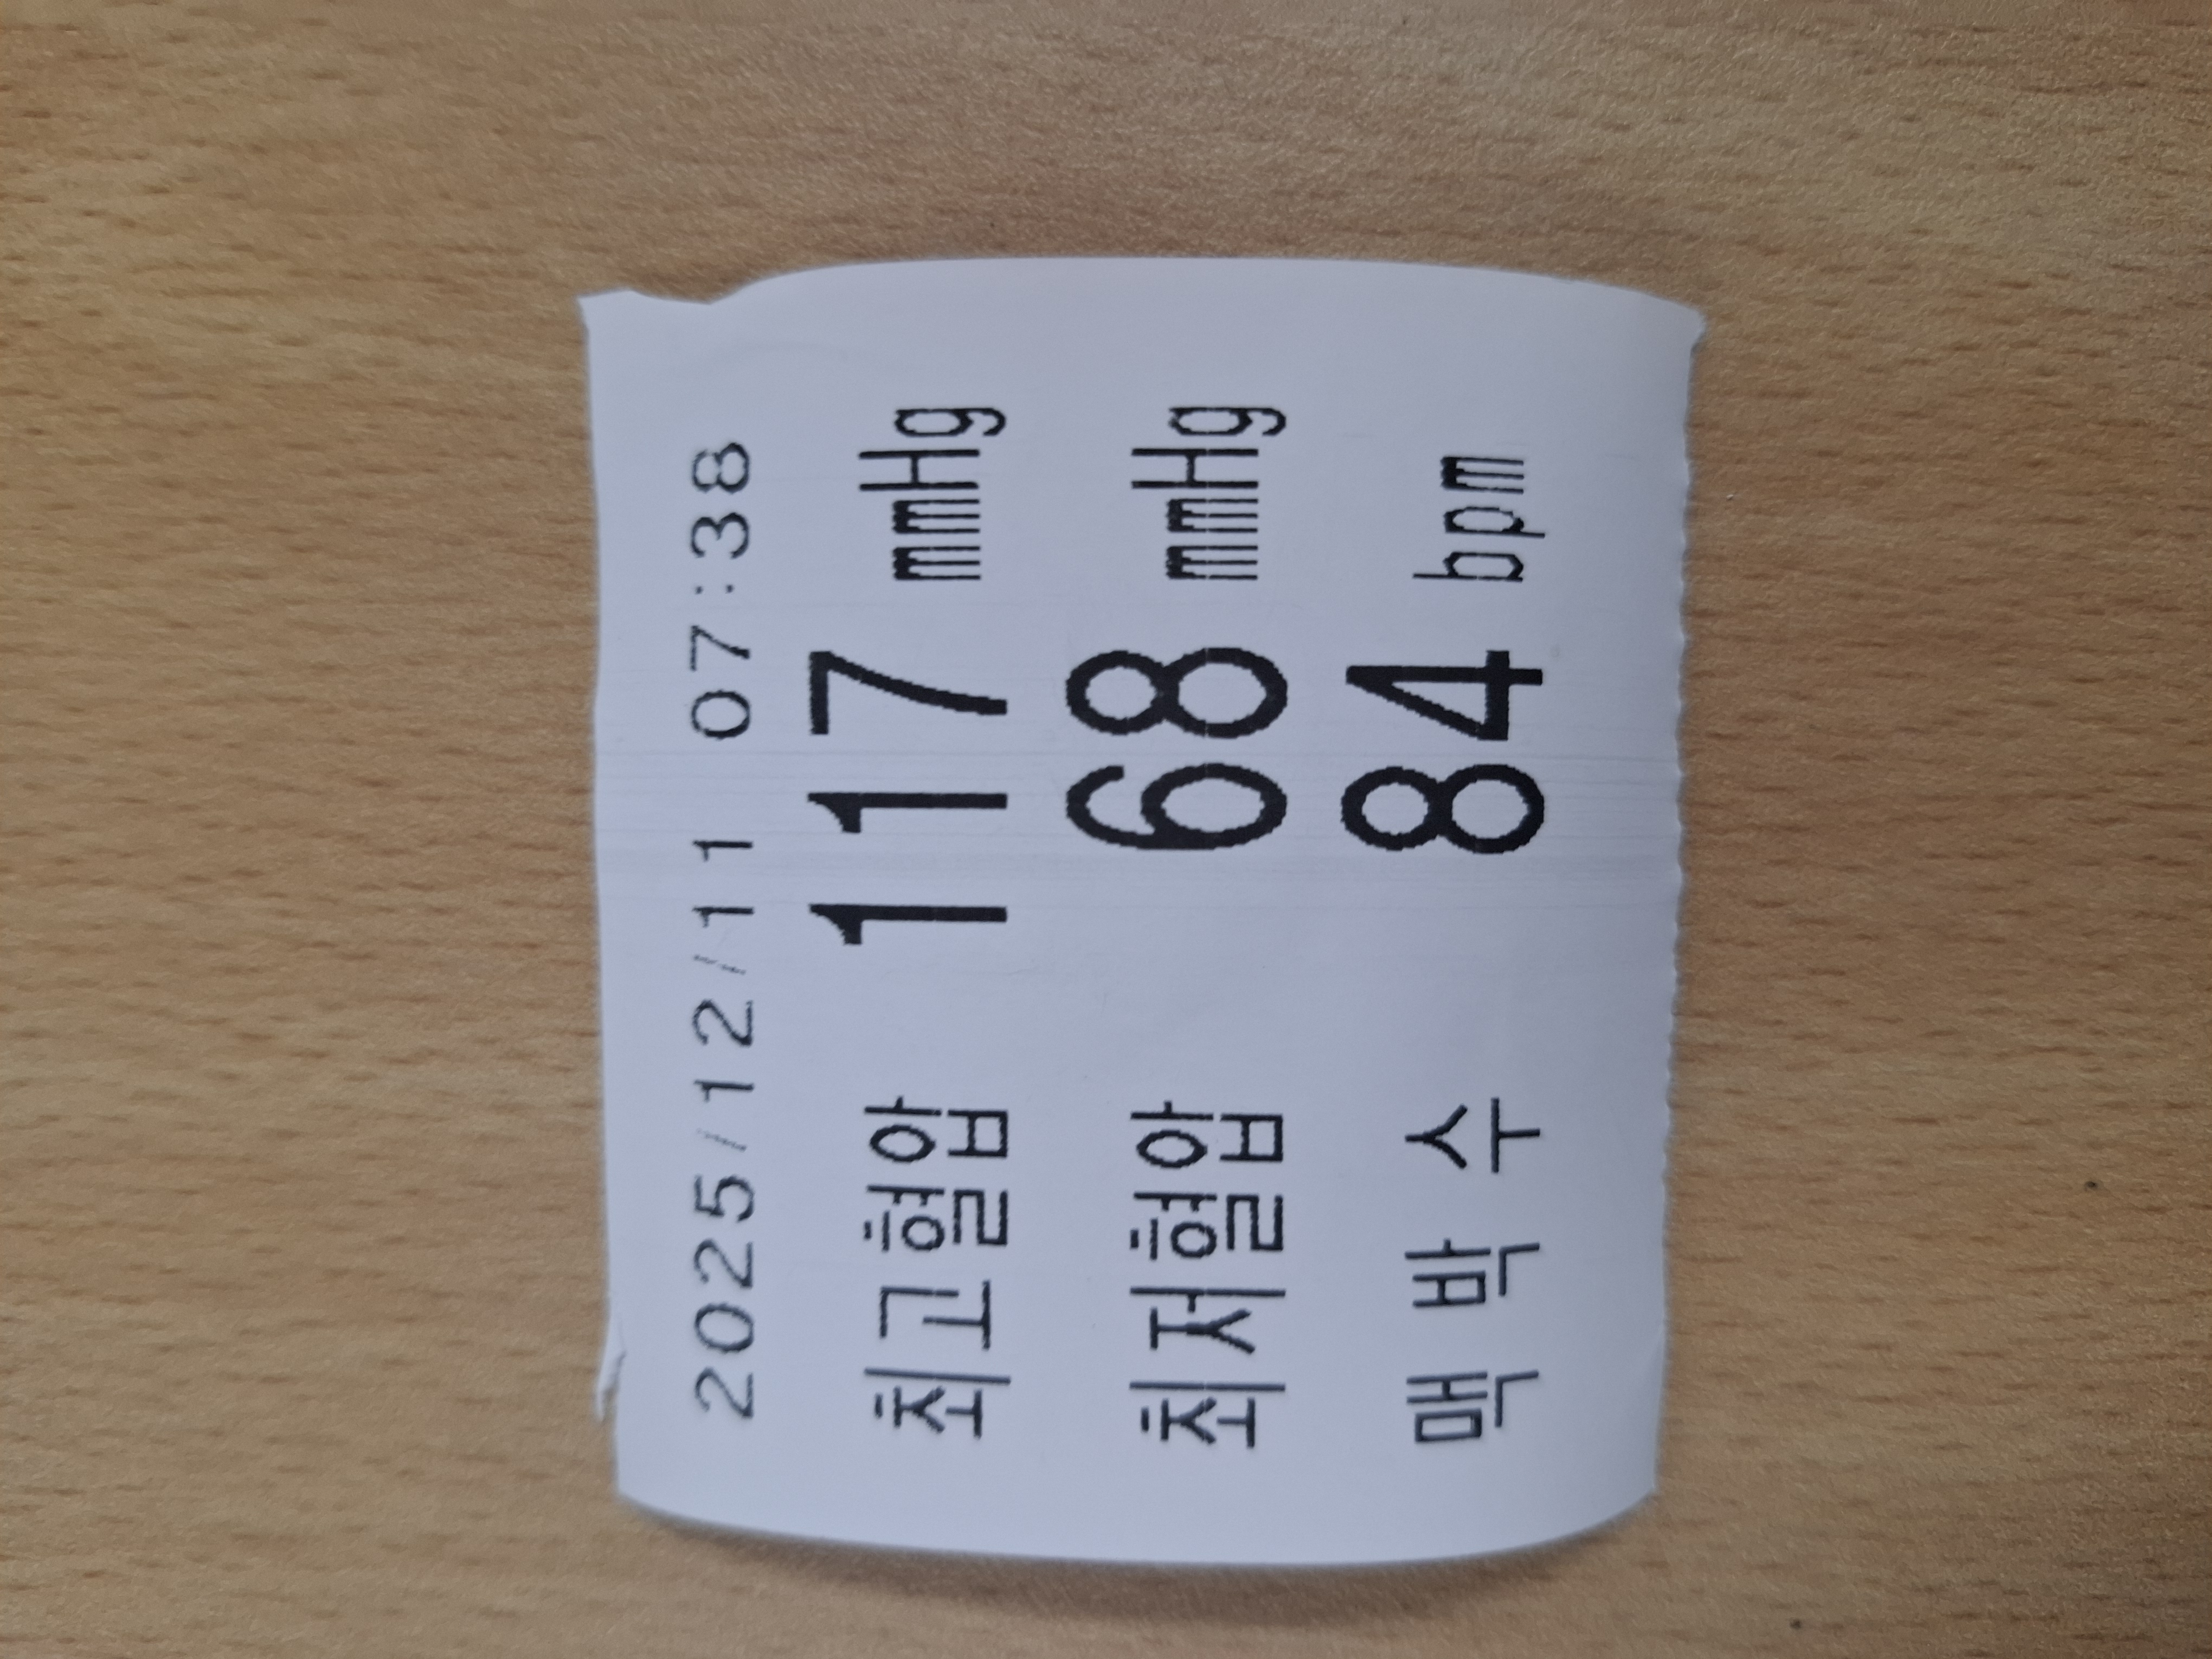 2025/12/11 07:38
최고혈압 117 mmHg
최저혈압 68 mmHg
맥박수 84 bpm